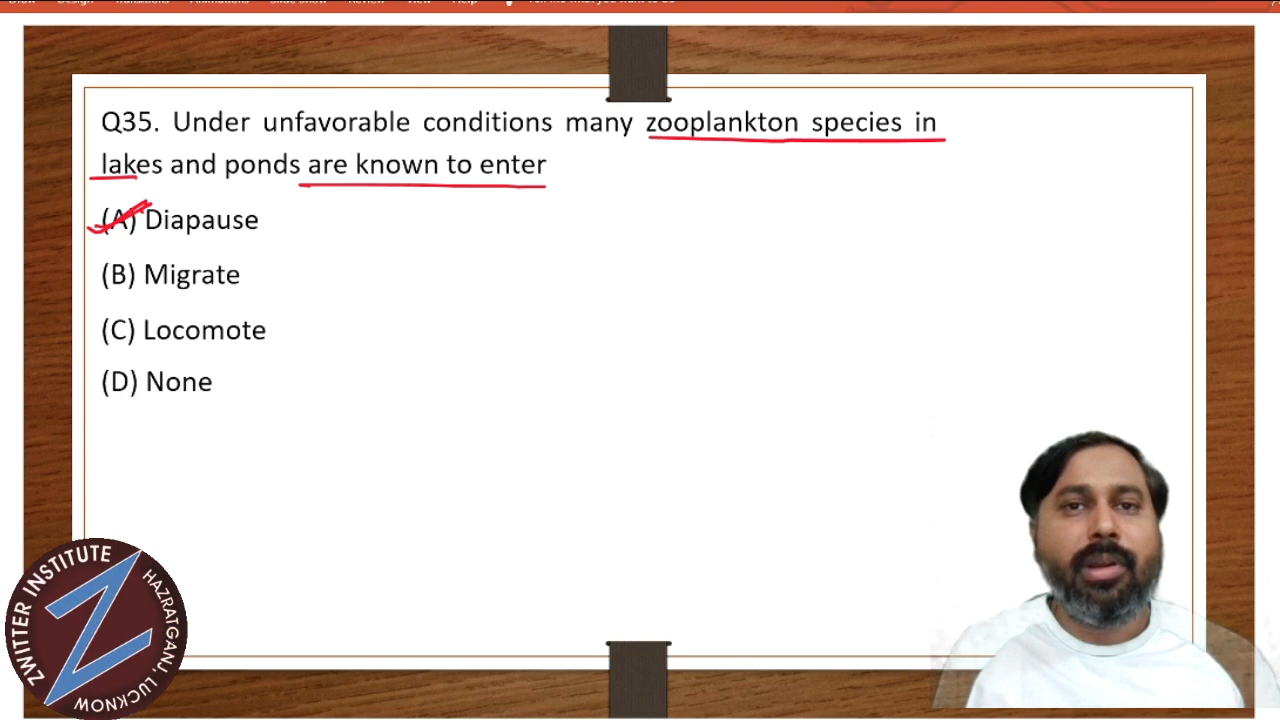 Q35. Under unfavorable conditions many zooplankton species in
lakes and ponds are known to enter
(A) Diapause
(B) Migrate
(C) Locomote
(D) None
ZWITTER INSTITUTE
HAZRATGANJ, LUCKNOW